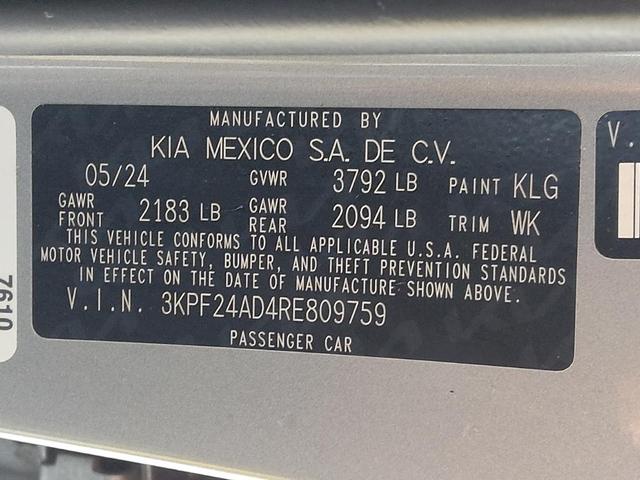 MANUFACTURED BY
KIA MEXICO S.A. DE C.V.
05/24 GVWR 3792 LB PAINT KLG
GAWR FRONT 2183 LB GAWR REAR 2094 LB TRIM WK
THIS VEHICLE CONFORMS TO ALL APPLICABLE U.S.A. FEDERAL
MOTOR VEHICLE SAFETY, BUMPER, AND THEFT PREVENTION STANDARDS
IN EFFECT ON THE DATE OF MANUFACTURE SHOWN ABOVE.
V.I.N. 3KPF24AD4RE809759
PASSENGER CAR
7610
V.